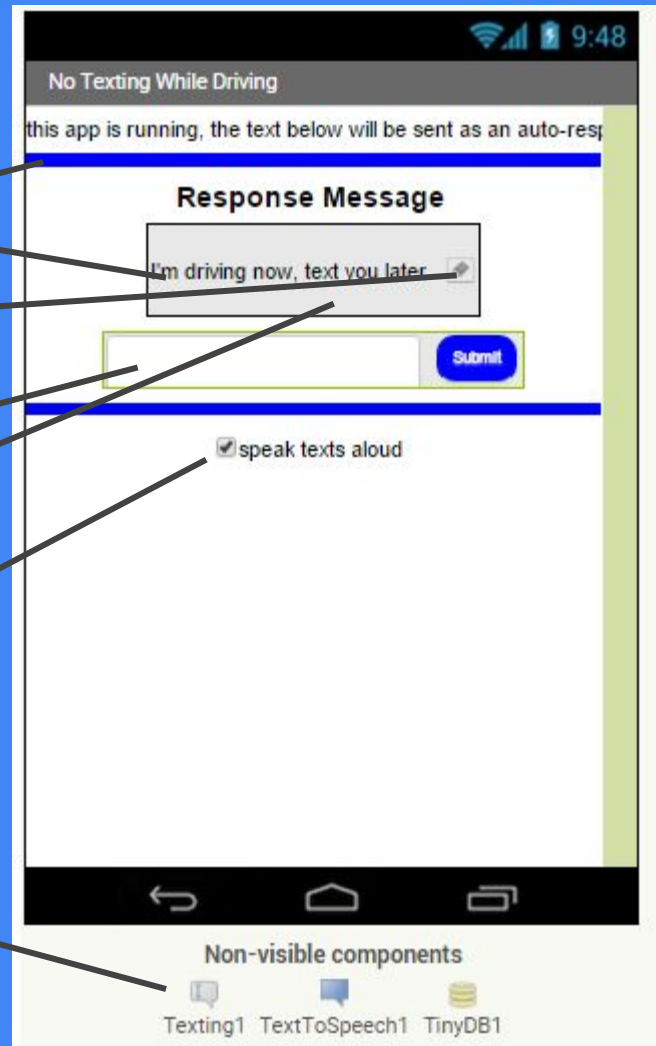 9:48
No Texting While Driving
this app is running, the text below will be sent as an auto-resp
Response Message
I'm driving now, text you later
Submit
speak texts aloud
Non-visible components
Texting1 TextToSpeech1 TinyDB1